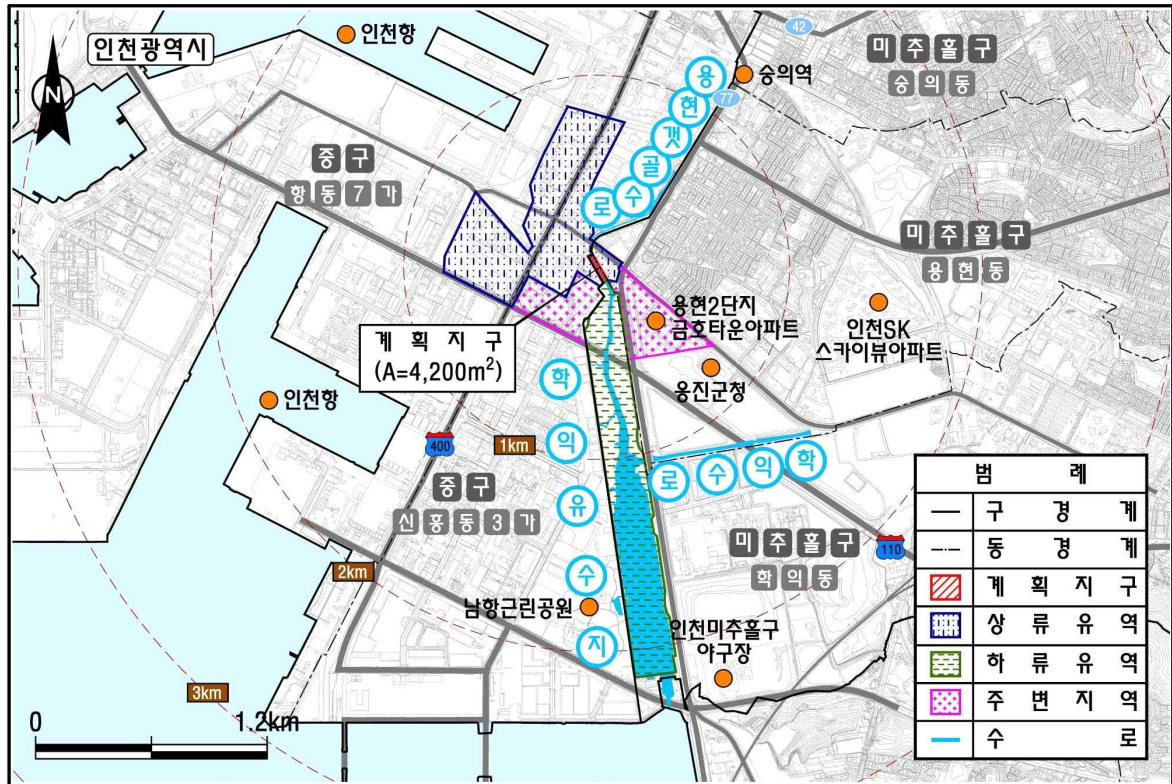 인천광역시
인천항
42
미추홀구
숭의동
숭의역
77
N
용현갯골수로
중구
항동7가
미추홀구
용현동
계획지구
(A=4,200m²)
용현2단지
금호타운아파트
인천SK
스카이뷰아파트
옹진군청
인천항
400
1km
학익유수지
학익수로
중구
신흥동3가
미추홀구
학익동
110
2km
남항근린공원
인천미추홀구
야구장
3km
0 1.2km
범례
구경계
동경계
계획지구
상류유역
하류유역
주변지역
수로